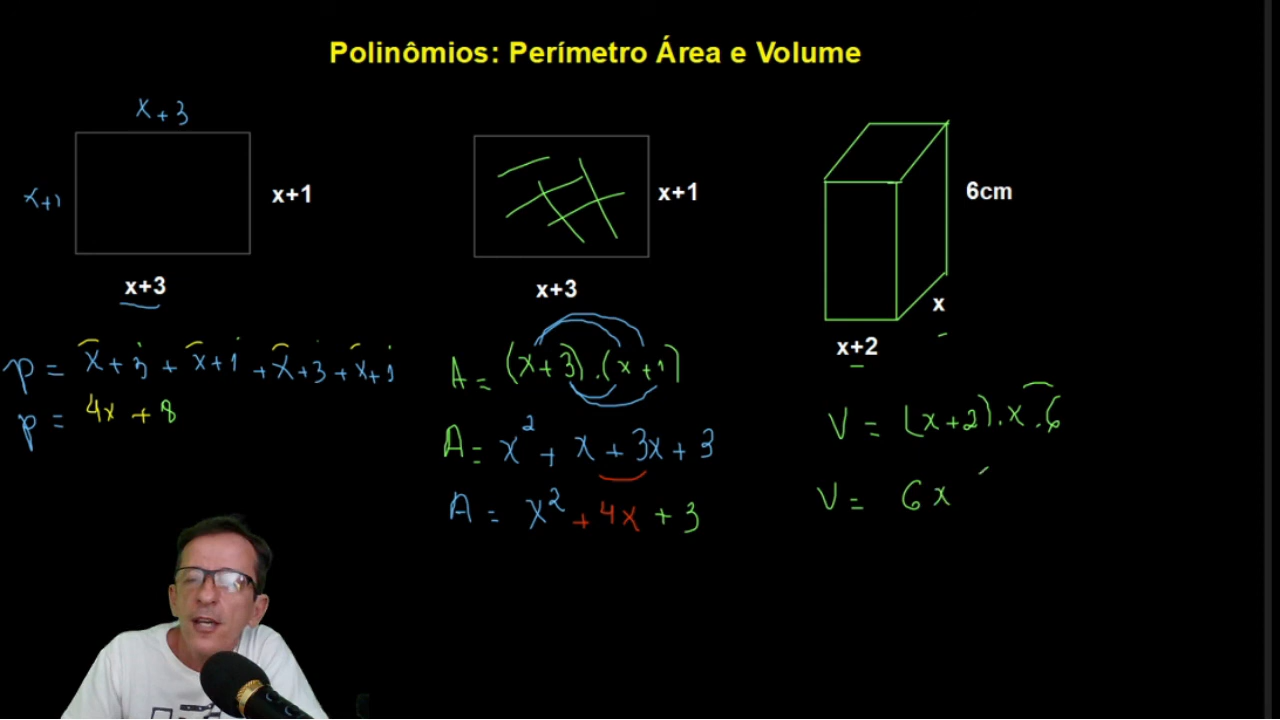 Polinômios: Perímetro Área e Volume
x+3
x+1
x+1
x+3
p = x+3 + x+1 + x+3 + x+1
p = 4x + 8
x+1
x+3
A = (x+3).(x+1)
A = x² + x + 3x + 3
A = x² + 4x + 3
6cm
x
x+2
V = (x+2).x.6
V = 6x